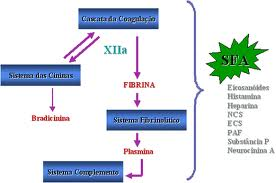 Cascata da Coagulação
XIIa
SFA
Sistema das Cininas
FIBRINA
Bradicinina
Sistema Fibrinolítico
Plasmina
Sistema Complemento
Eicosanóides
Histamina
Heparina
NCS
ECS
PAF
Substância P
Neurocinina A